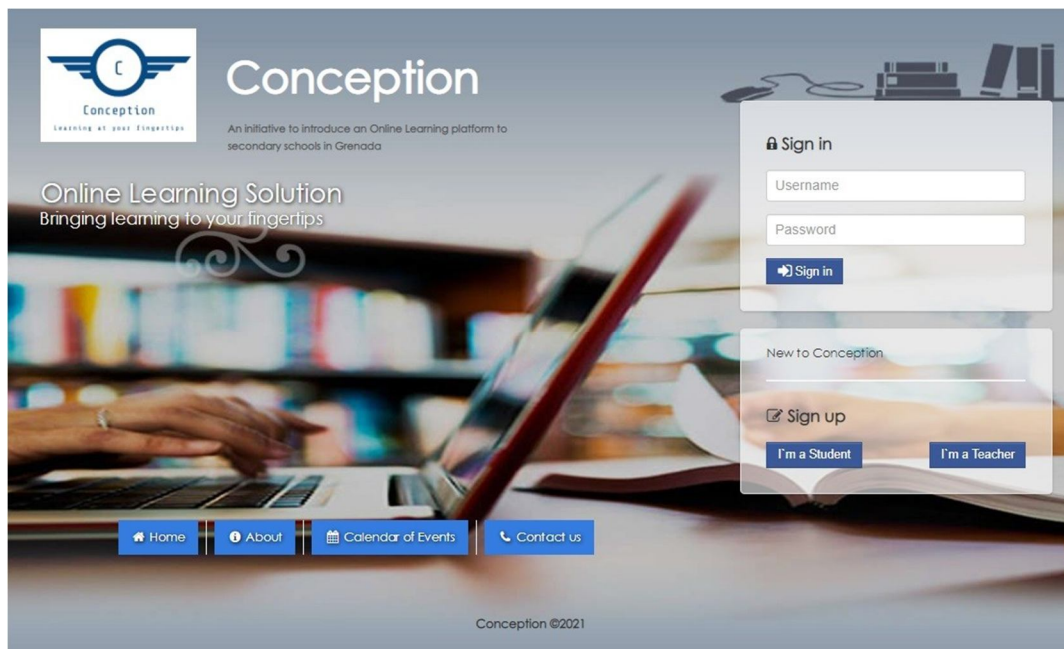 C
Conception
Learning at your fingertips
Conception
An initiative to introduce an Online Learning platform to
secondary schools in Grenada
Online Learning Solution
Bringing learning to your fingertips
Sign in
Username
Password
Sign in
New to Conception
Sign up
I`m a Student
I`m a Teacher
Home
About
Calendar of Events
Contact us
Conception ©2021